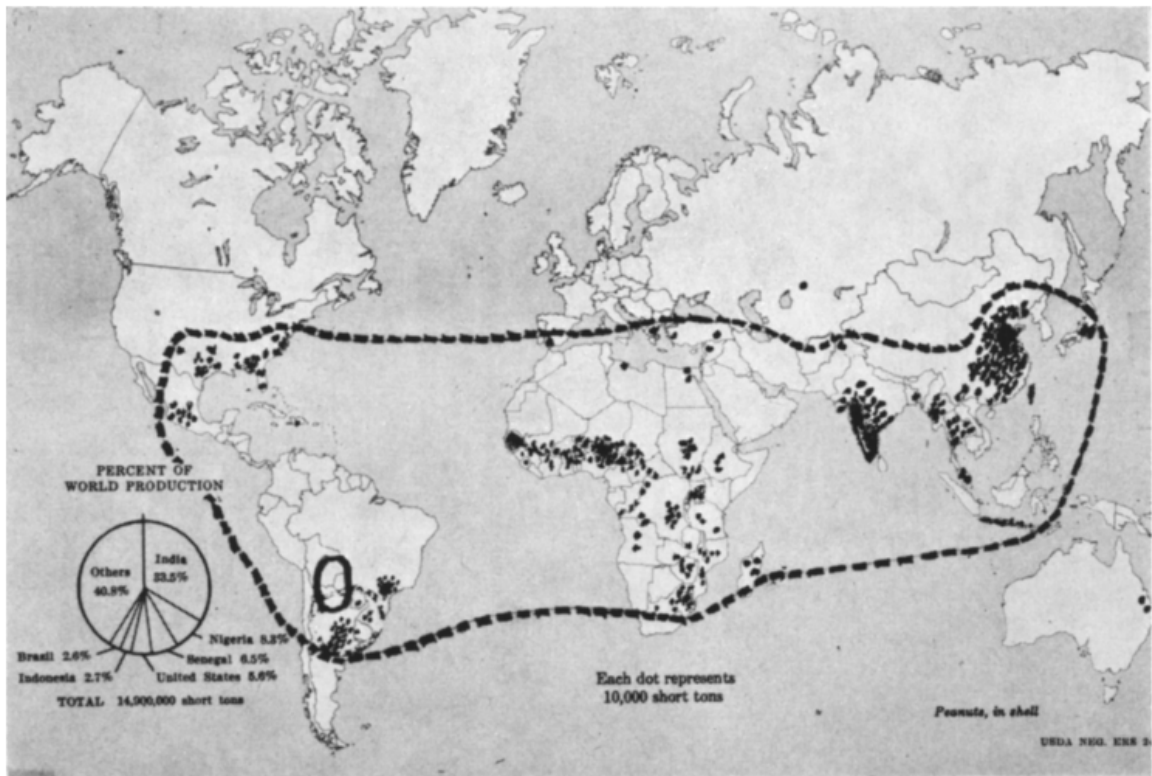 PERCENT OF
WORLD PRODUCTION
Others
40.8%
India
33.5%
Nigeria 8.3%
Brasil 2.6%
Senegal 6.5%
Indonesia 2.7%
United States 5.6%
TOTAL 14,900,000 short tons
Each dot represents
10,000 short tons
Peanuts, in shell
USDA NEG. ERS